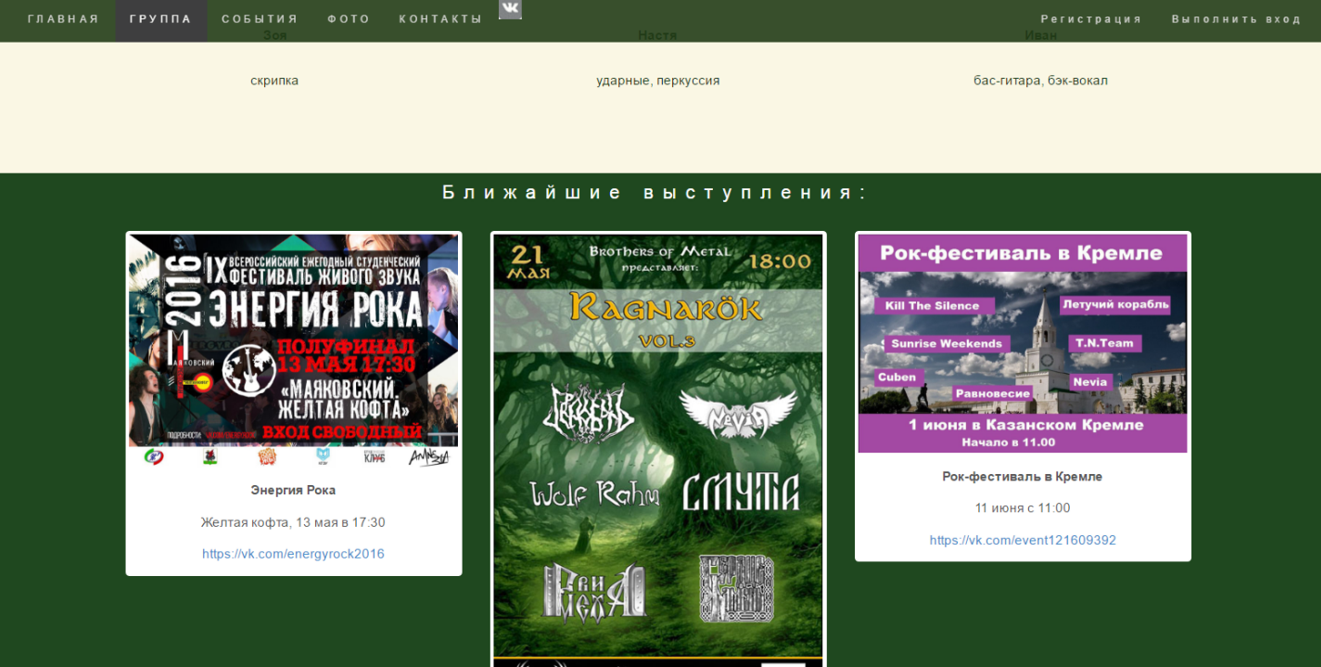 ГЛАВНАЯ ГРУППА СОБЫТИЯ ФОТО КОНТАКТЫ Регистрация Выполнить вход
Зоя Настя Иван
скрипка ударные, перкуссия бас-гитара, бэк-вокал
Ближайшие выступления:
2016
IX ВСЕРОССИЙСКИЙ ЕЖЕГОДНЫЙ СТУДЕНЧЕСКИЙ
ФЕСТИВАЛЬ ЖИВОГО ЗВУКА
ЭНЕРГИЯ РОКА
ПОЛУФИНАЛ
13 МАЯ 17:30
«МАЯКОВСКИЙ.
ЖЕЛТАЯ КОФТА»
ВХОД СВОБОДНЫЙ
Энергия Рока
Желтая кофта, 13 мая в 17:30
https://vk.com/energyrock2016
21
МАЯ
Brothers of Metal
представляет:
18:00
Ragnarök
vol.3
Nevia
Wolf Rahm СМУТА
Рок-фестиваль в Кремле
Kill The Silence Летучий корабль
Sunrise Weekends T.N.Team
Cuben Nevia
Равновесие
1 июня в Казанском Кремле
Начало в 11.00
Рок-фестиваль в Кремле
11 июня с 11:00
https://vk.com/event121609392